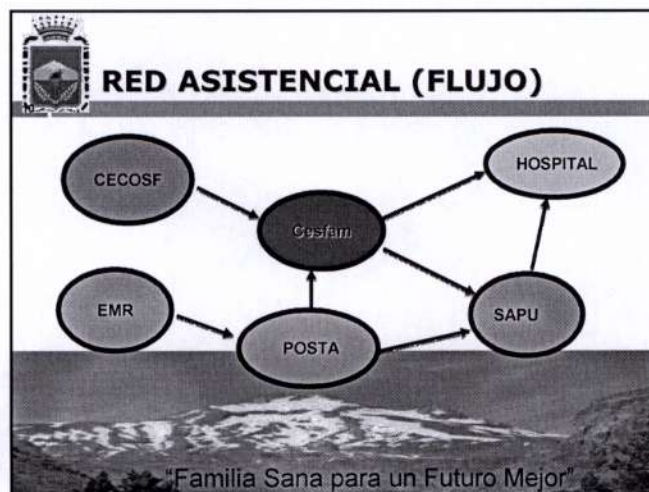 RED ASISTENCIAL (FLUJO)
CECOSF
HOSPITAL
Cesfam
EMR
SAPU
POSTA
"Familia Sana para un Futuro Mejor"